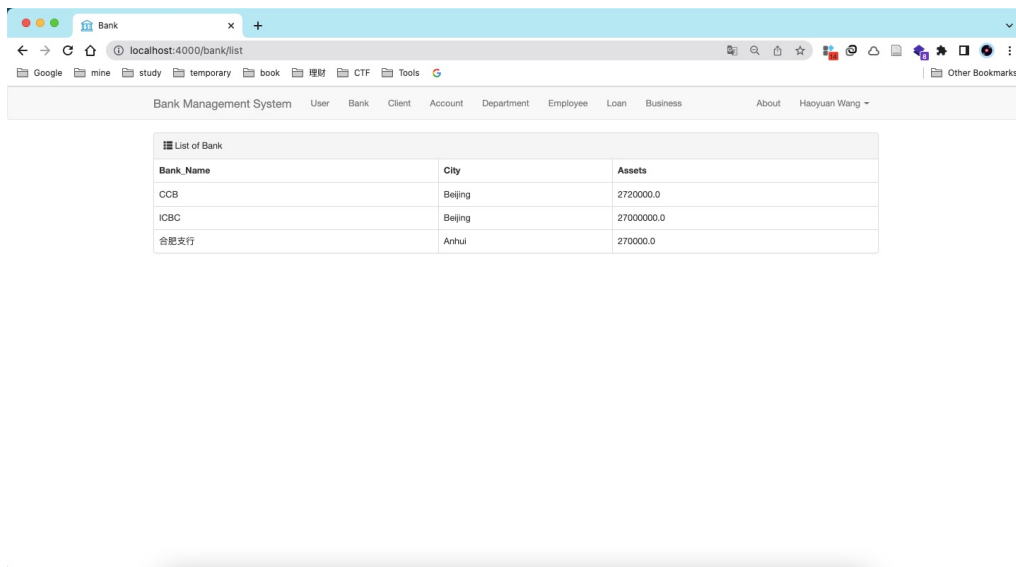 Bank
localhost:4000/bank/list
Google mine study temporary book 理财 CTF Tools Other Bookmarks
Bank Management System User Bank Client Account Department Employee Loan Business About Haoyuan Wang
List of Bank
Bank_Name City Assets
CCB Beijing 2720000.0
ICBC Beijing 27000000.0
合肥支行 Anhui 270000.0